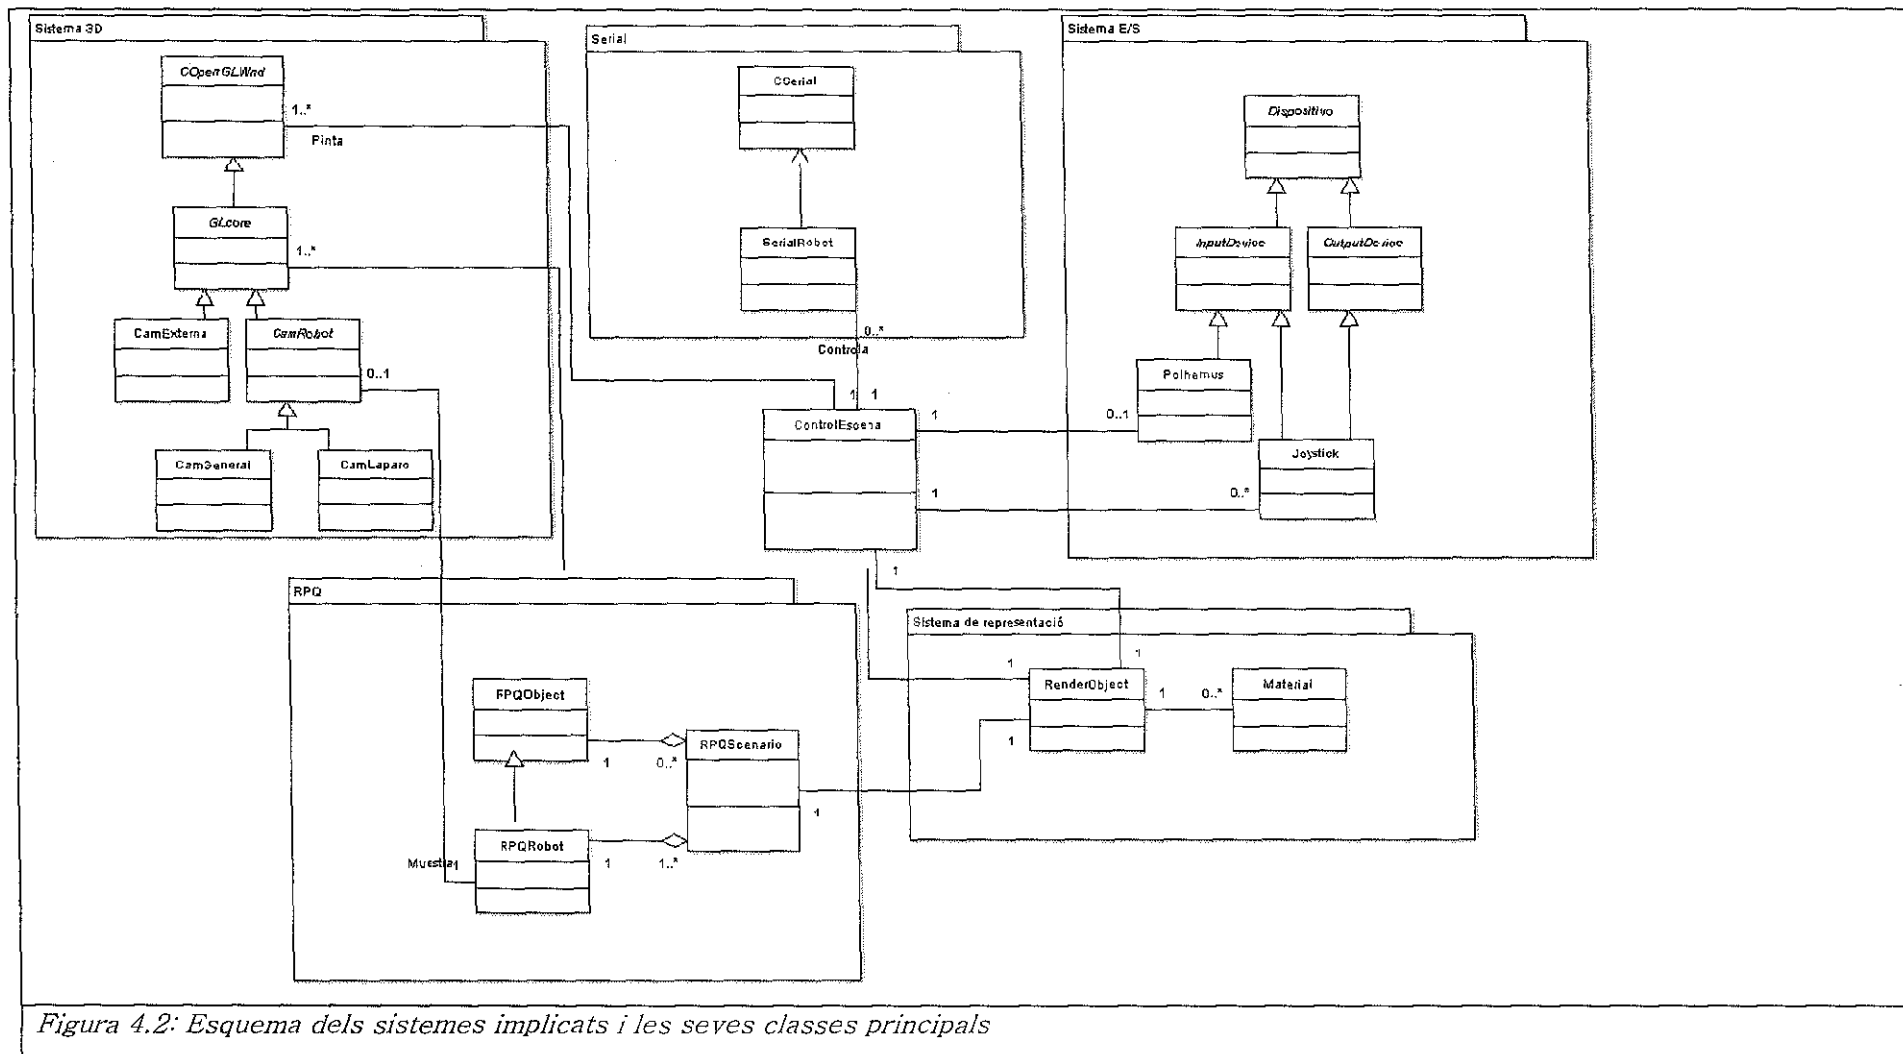 Sistema 3D
COpenGLWnd
1..*
Pinta
GLcore
1..*
CamExterna
CamRobot
0..1
CamGeneral
CamLaparo
Serial
CSerial
SerialRobot
0..*
Controla
1 1
ControlEscena
1
1
1
Sistema E/S
Dispositivo
InputDevice
OutputDevice
Polhemus
0..1
Joystick
0..*
RPQ
RPQObject
1 0..*
RPQScenario
1
RPQRobot
1 1..*
Muestra
1
Sistema de representació
1
1
RenderObject
1
1 0..*
Material
Figura 4.2: Esquema dels sistemes implicats i les seves classes principals